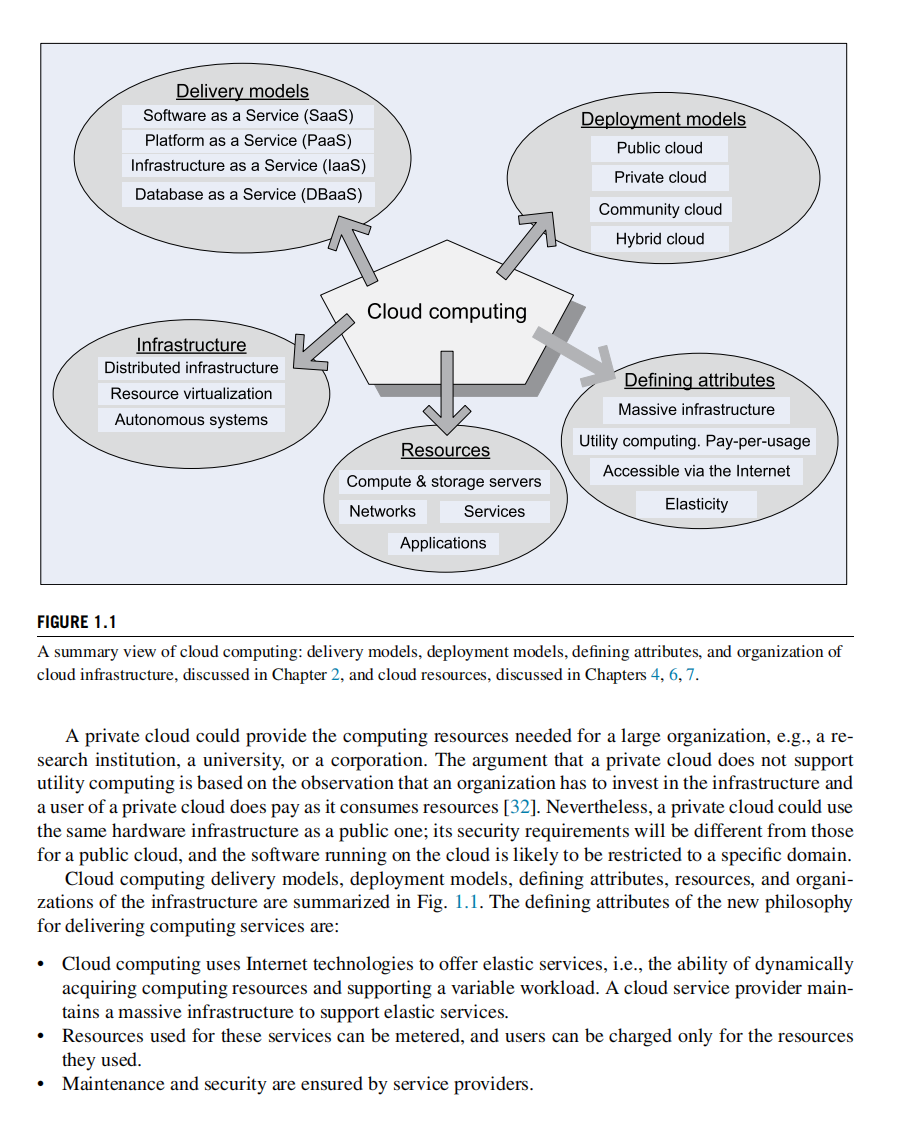 Delivery models
Software as a Service (SaaS)
Platform as a Service (PaaS)
Infrastructure as a Service (IaaS)
Database as a Service (DBaaS)
Deployment models
Public cloud
Private cloud
Community cloud
Hybrid cloud
Cloud computing
Infrastructure
Distributed infrastructure
Resource virtualization
Autonomous systems
Resources
Compute & storage servers
Networks
Services
Applications
Defining attributes
Massive infrastructure
Utility computing. Pay-per-usage
Accessible via the Internet
Elasticity
FIGURE 1.1
A summary view of cloud computing: delivery models, deployment models, defining attributes, and organization of
cloud infrastructure, discussed in Chapter 2, and cloud resources, discussed in Chapters 4, 6, 7.
A private cloud could provide the computing resources needed for a large organization, e.g., a re-
search institution, a university, or a corporation. The argument that a private cloud does not support
utility computing is based on the observation that an organization has to invest in the infrastructure and
a user of a private cloud does pay as it consumes resources [32]. Nevertheless, a private cloud could use
the same hardware infrastructure as a public one; its security requirements will be different from those
for a public cloud, and the software running on the cloud is likely to be restricted to a specific domain.
Cloud computing delivery models, deployment models, defining attributes, resources, and organi-
zations of the infrastructure are summarized in Fig. 1.1. The defining attributes of the new philosophy
for delivering computing services are:
• Cloud computing uses Internet technologies to offer elastic services, i.e., the ability of dynamically
acquiring computing resources and supporting a variable workload. A cloud service provider main-
tains a massive infrastructure to support elastic services.
• Resources used for these services can be metered, and users can be charged only for the resources
they used.
• Maintenance and security are ensured by service providers.